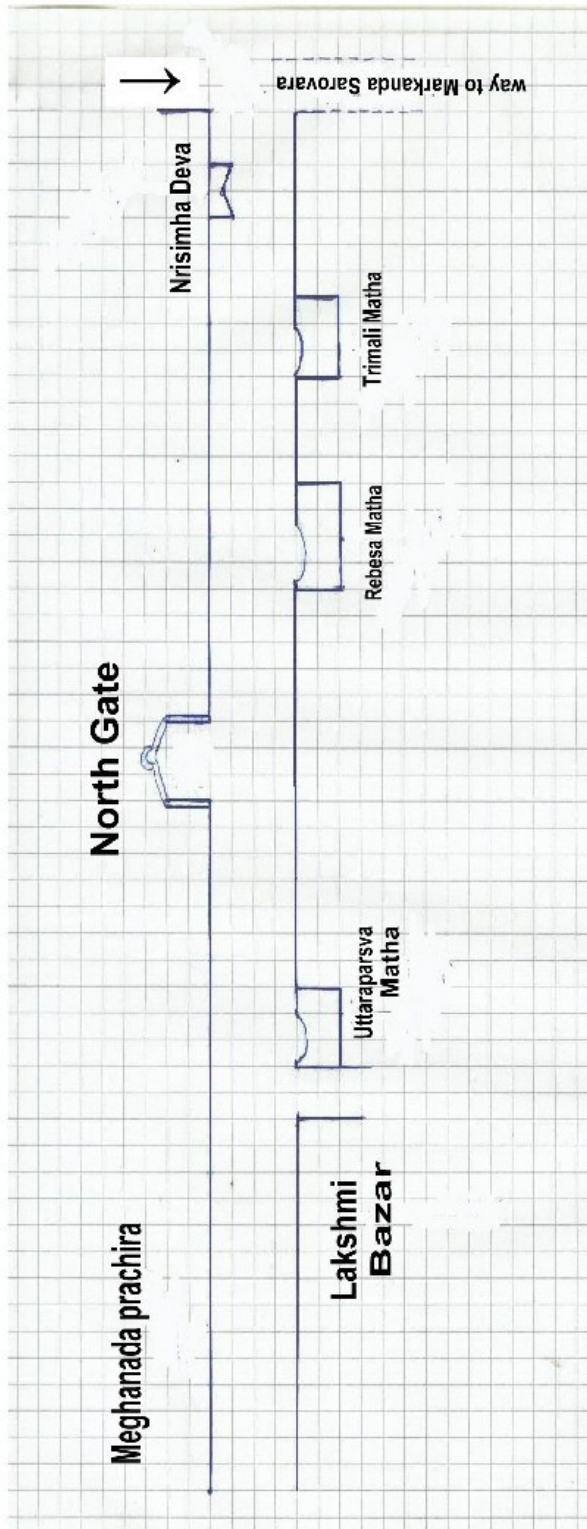 way to Markanda Sarovara
Nrisimha Deva
Trimali Matha
Rebesa Matha
North Gate
Uttaraparsva
Matha
Lakshmi
Bazar
Meghanada prachira